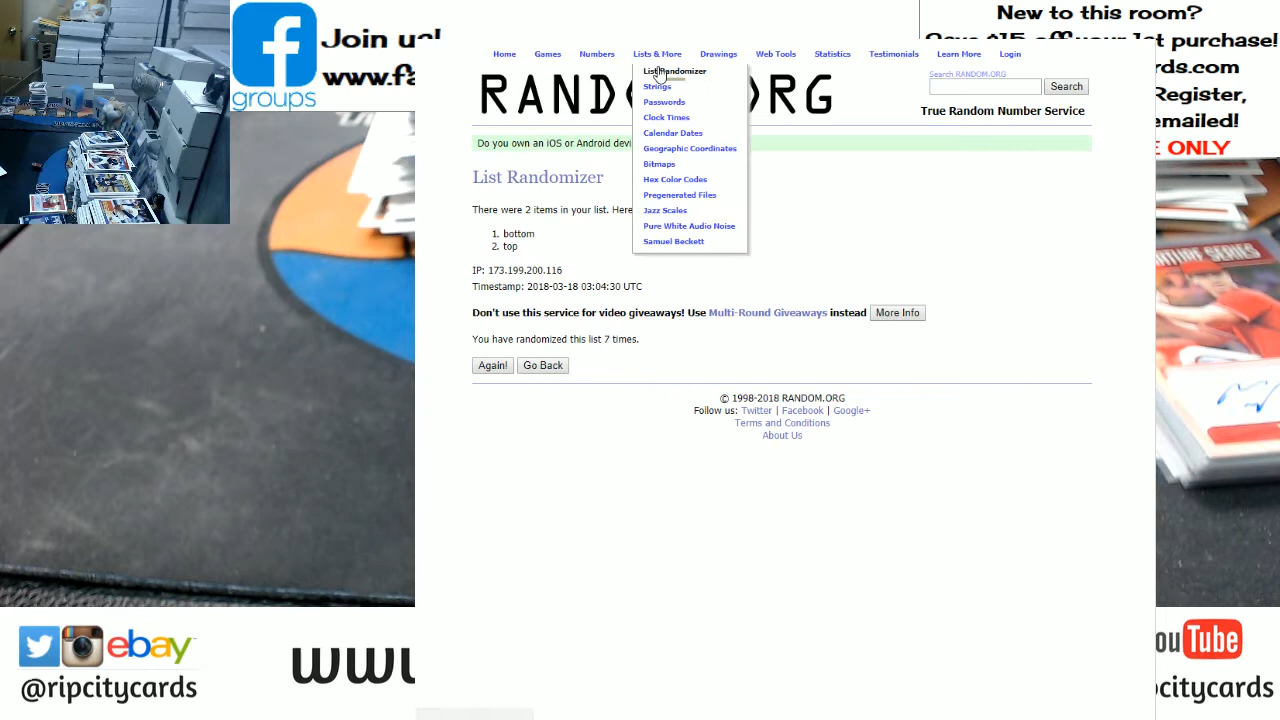 groups
Join us!
www.fa
New to this room?
t purchase!
rds.com
Register,
emailed!
E ONLY
Home Games Numbers Lists & More Drawings Web Tools Statistics Testimonials Learn More Login
List Randomizer
Strings
Passwords
Clock Times
Calendar Dates
Geographic Coordinates
Bitmaps
Hex Color Codes
Pregenerated Files
Jazz Scales
Pure White Audio Noise
Samuel Beckett
Search RANDOM.ORG
Search
True Random Number Service
Do you own an iOS or Android devi
List Randomizer
There were 2 items in your list. Here
1. bottom
2. top
IP: 173.199.200.116
Timestamp: 2018-03-18 03:04:30 UTC
Don't use this service for video giveaways! Use Multi-Round Giveaways instead More Info
You have randomized this list 7 times.
Again! Go Back
© 1998-2018 RANDOM.ORG
Follow us: Twitter | Facebook | Google+
Terms and Conditions
About Us
ATURE SERIES
ebay
@ripcitycards
www
ouTube
pcitycards